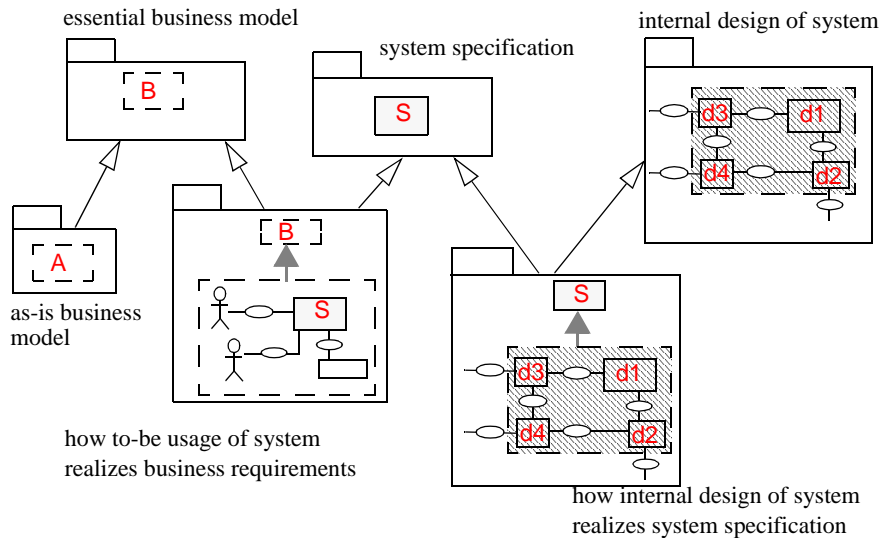 essential business model
system specification
internal design of system
B
S
d3
d1
d4
d2
A
as-is business
model
B
S
how to-be usage of system
realizes business requirements
S
d3
d1
d4
d2
how internal design of system
realizes system specification